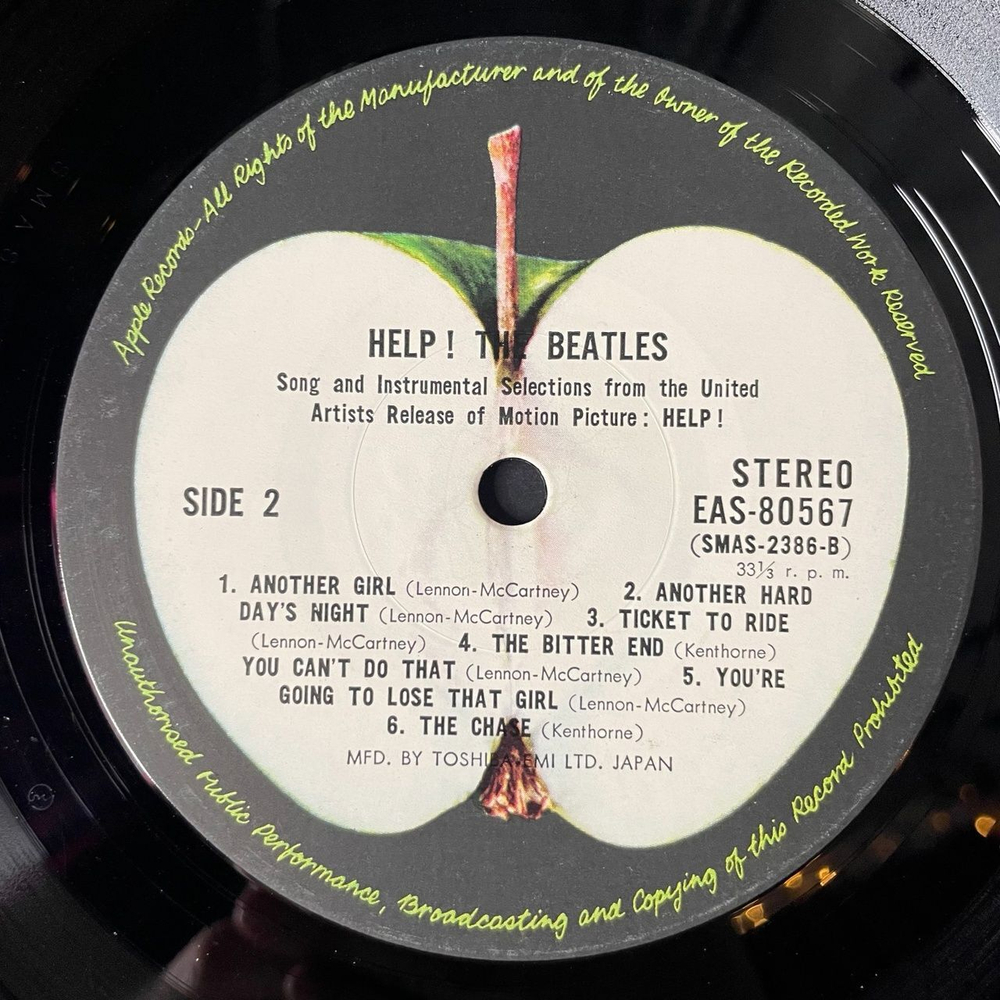 Apple Records—All Rights of the Manufacturer and of the Owner of the Recorded Work Reserved
HELP! THE BEATLES
Song and Instrumental Selections from the United
Artists Release of Motion Picture: HELP!
STEREO
SIDE 2
EAS-80567
(SMAS-2386-B)
33⅓ r. p. m.
1. ANOTHER GIRL (Lennon-McCartney) 2. ANOTHER HARD
DAY'S NIGHT (Lennon-McCartney) 3. TICKET TO RIDE
(Lennon-McCartney) 4. THE BITTER END (Kenthorne)
YOU CAN'T DO THAT (Lennon-McCartney) 5. YOU'RE
GOING TO LOSE THAT GIRL (Lennon-McCartney)
6. THE CHASE (Kenthorne)
MFD. BY TOSHIBA-EMI LTD. JAPAN
Unauthorised Public Performance, Broadcasting and Copying of this Record Prohibited